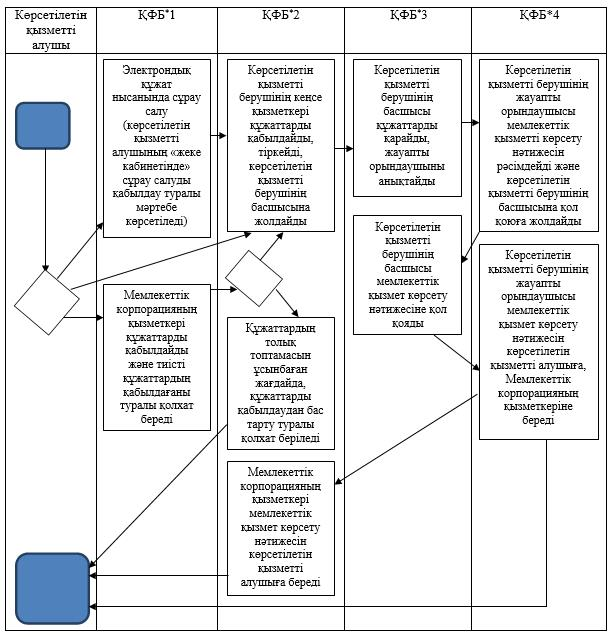 Көрсетілетін
қызметті
алушы
ҚФБ*1
ҚФБ*2
ҚФБ*3
ҚФБ*4
Электрондық
құжат
нысанында сұрау
салу
(көрсетілетін
қызметті
алушының «жеке
кабинетінде»
сұрау салуды
қабылдау туралы
мәртебе
көрсетіледі)
Мемлекеттік
корпорацияның
қызметкері
құжаттарды
қабылдайды
және тиісті
құжаттардың
қабылдағаны
туралы қолхат
береді
Көрсетілетін
қызметті
берушінің кеңсе
қызметкері
құжаттарды
қабылдайды,
тіркейді,
көрсетілетін
қызметті
берушінің
басшысына
жолдайды
Құжаттардың
толық
топтамасын
ұсынбаған
жағдайда,
құжаттарды
қабылдаудан бас
тарту туралы
қолхат беріледі
Мемлекеттік
корпорацияның
қызметкері
мемлекеттік
қызмет көрсету
нәтижесін
көрсетілетін
қызметті
алушыға береді
Көрсетілетін
қызметті
берушінің
басшысы
құжаттарды
қарайды,
жауапты
орындаушыны
анықтайды
Көрсетілетін
қызметті
берушінің
басшысы
мемлекеттік
қызмет көрсету
нәтижесіне қол
қояды
Көрсетілетін
қызметті берушінің
жауапты
орындаушысы
мемлекеттік
қызметті көрсету
нәтижесін
рәсімдейді және
көрсетілетін
қызметті берушінің
басшысына қол
қоюға жолдайды
Көрсетілетін
қызметті берушінің
жауапты
орындаушысы
мемлекеттік
қызмет көрсету
нәтижесін
көрсетілетін
қызметті алушыға,
Мемлекеттік
корпорацияның
қызметкеріне
береді